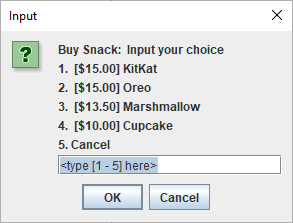 Input
Buy Snack:  Input your choice
1.  [$15.00] KitKat
2.  [$15.00] Oreo
3.  [$13.50] Marshmallow
4.  [$10.00] Cupcake
5. Cancel
<type [1 - 5] here>
OK
Cancel